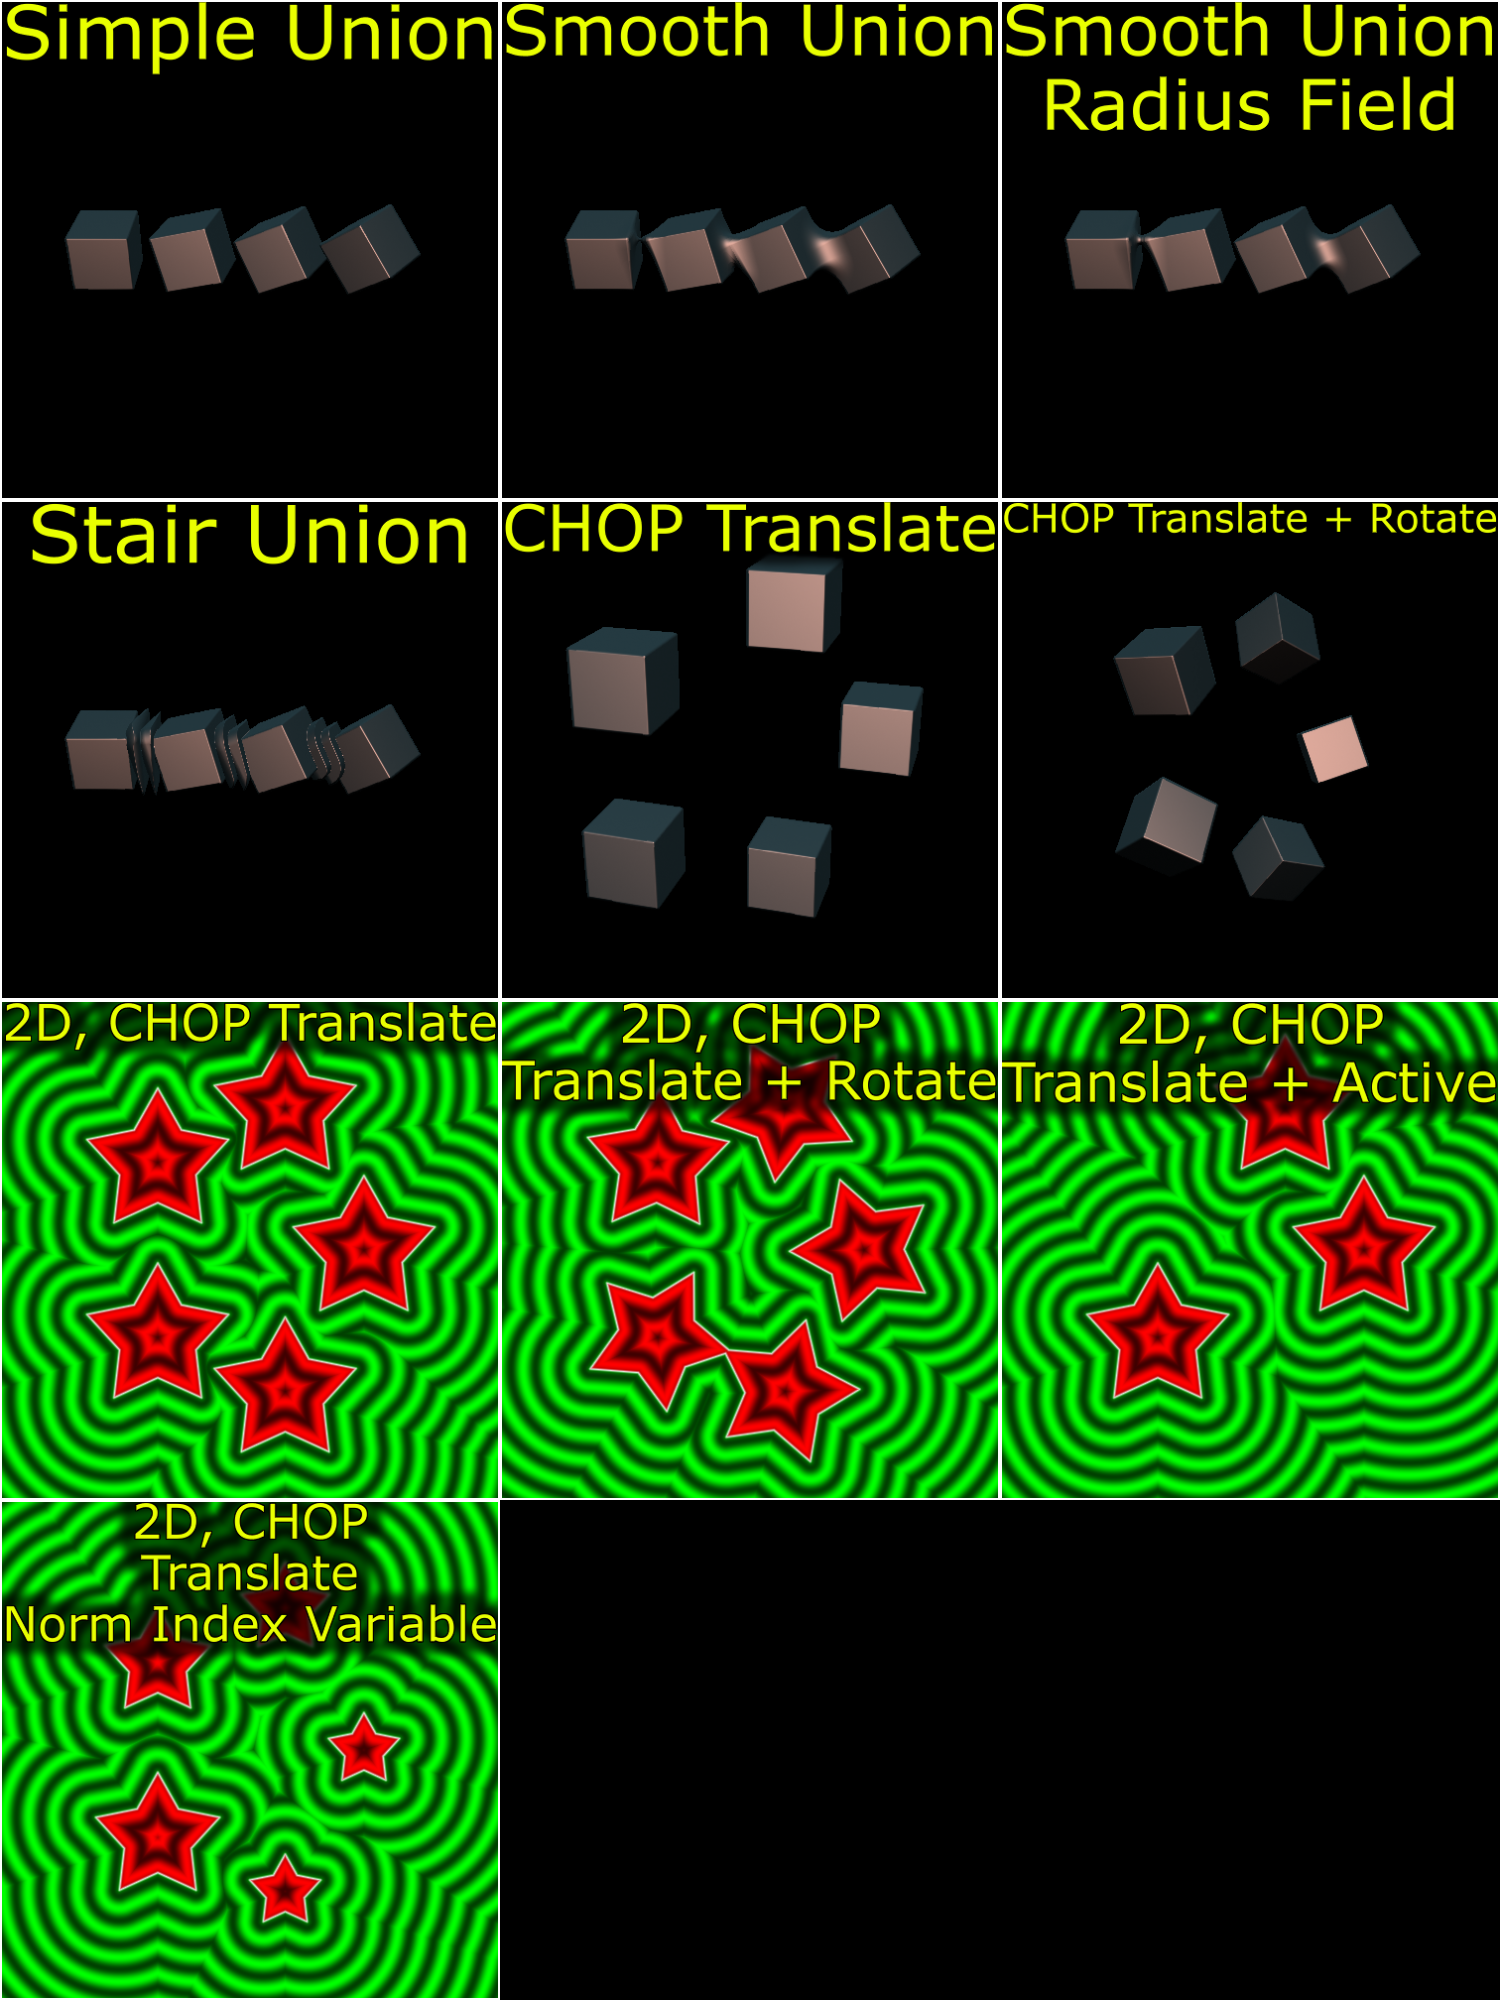 Simple Union
Smooth Union
Smooth Union
Radius Field
Stair Union
CHOP Translate
CHOP Translate + Rotate
2D, CHOP Translate
2D, CHOP
Translate + Rotate
2D, CHOP
Translate + Active
2D, CHOP
Translate
Norm Index Variable